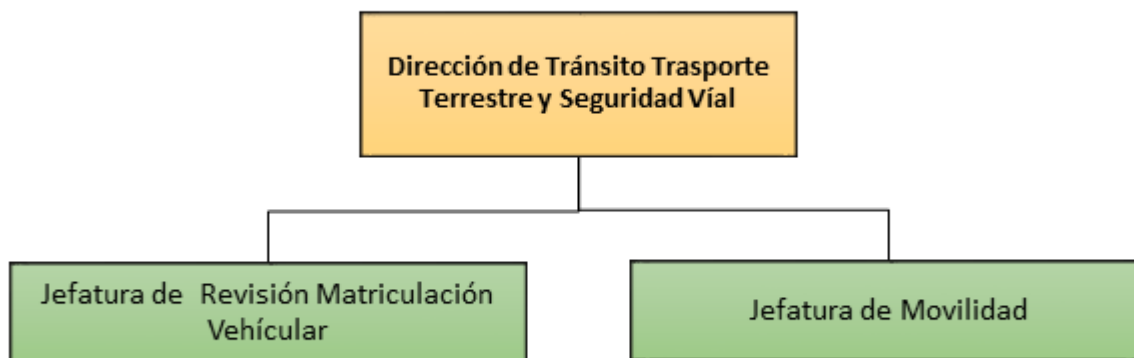 Dirección de Tránsito Trasporte
Terrestre y Seguridad Víal
Jefatura de Revisión Matriculación
Vehícular
Jefatura de Movilidad